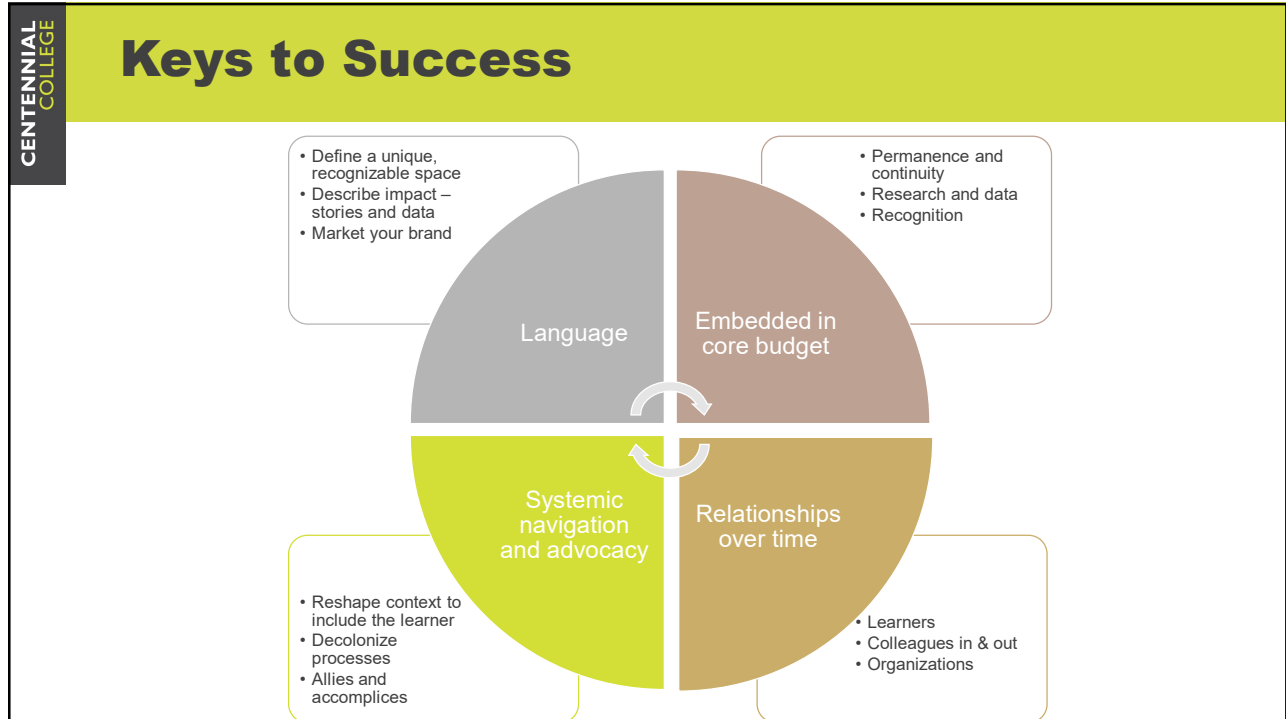 CENTENNIAL
COLLEGE
Keys to Success
• Define a unique,
recognizable space
• Describe impact –
stories and data
• Market your brand
• Permanence and
continuity
• Research and data
• Recognition
Language
Embedded in
core budget
Systemic
navigation
and advocacy
Relationships
over time
• Reshape context to
include the learner
• Decolonize
processes
• Allies and
accomplices
• Learners
• Colleagues in & out
• Organizations